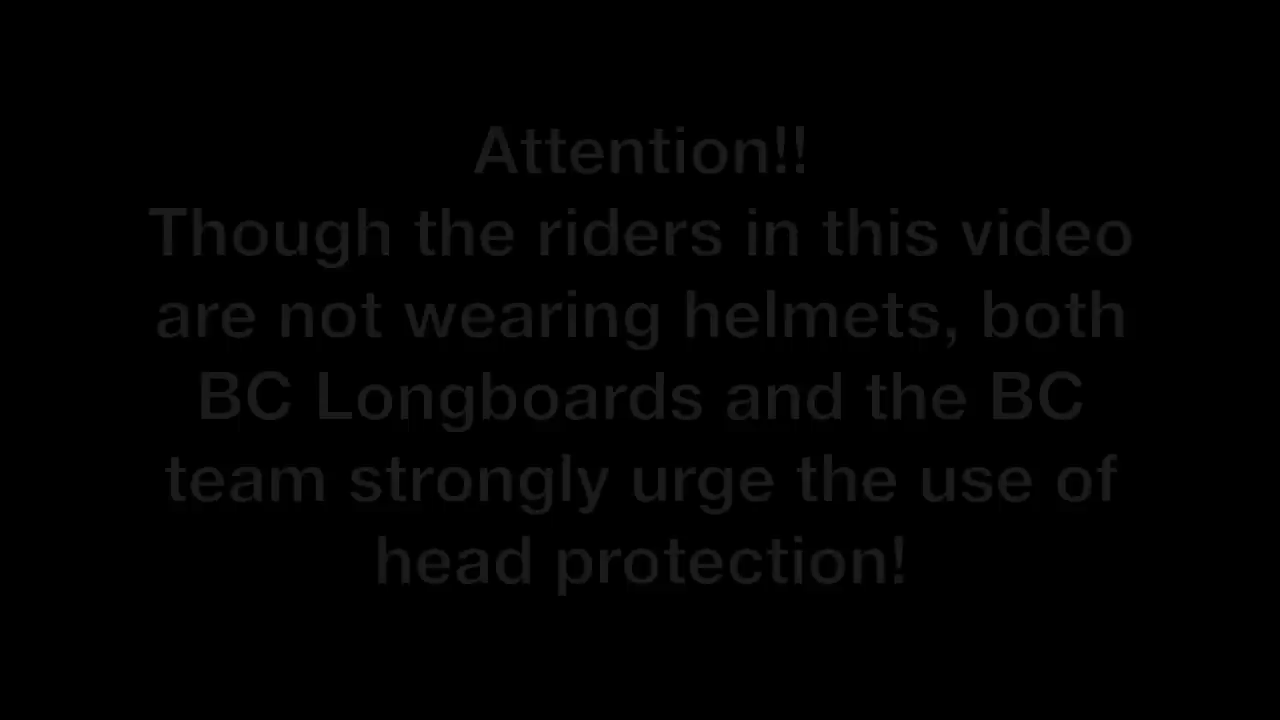 Attention!!
Though the riders in this video
are not wearing helmets, both
BC Longboards and the BC
team strongly urge the use of
head protection!